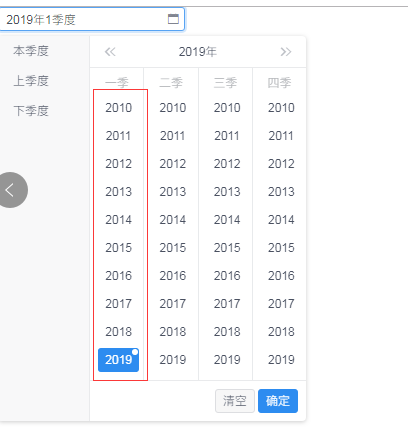 2019年1季度
本季度
上季度
下季度
2019年
一季 二季 三季 四季
2010 2010 2010 2010
2011 2011 2011 2011
2012 2012 2012 2012
2013 2013 2013 2013
2014 2014 2014 2014
2015 2015 2015 2015
2016 2016 2016 2016
2017 2017 2017 2017
2018 2018 2018 2018
2019 2019 2019 2019
清空 确定